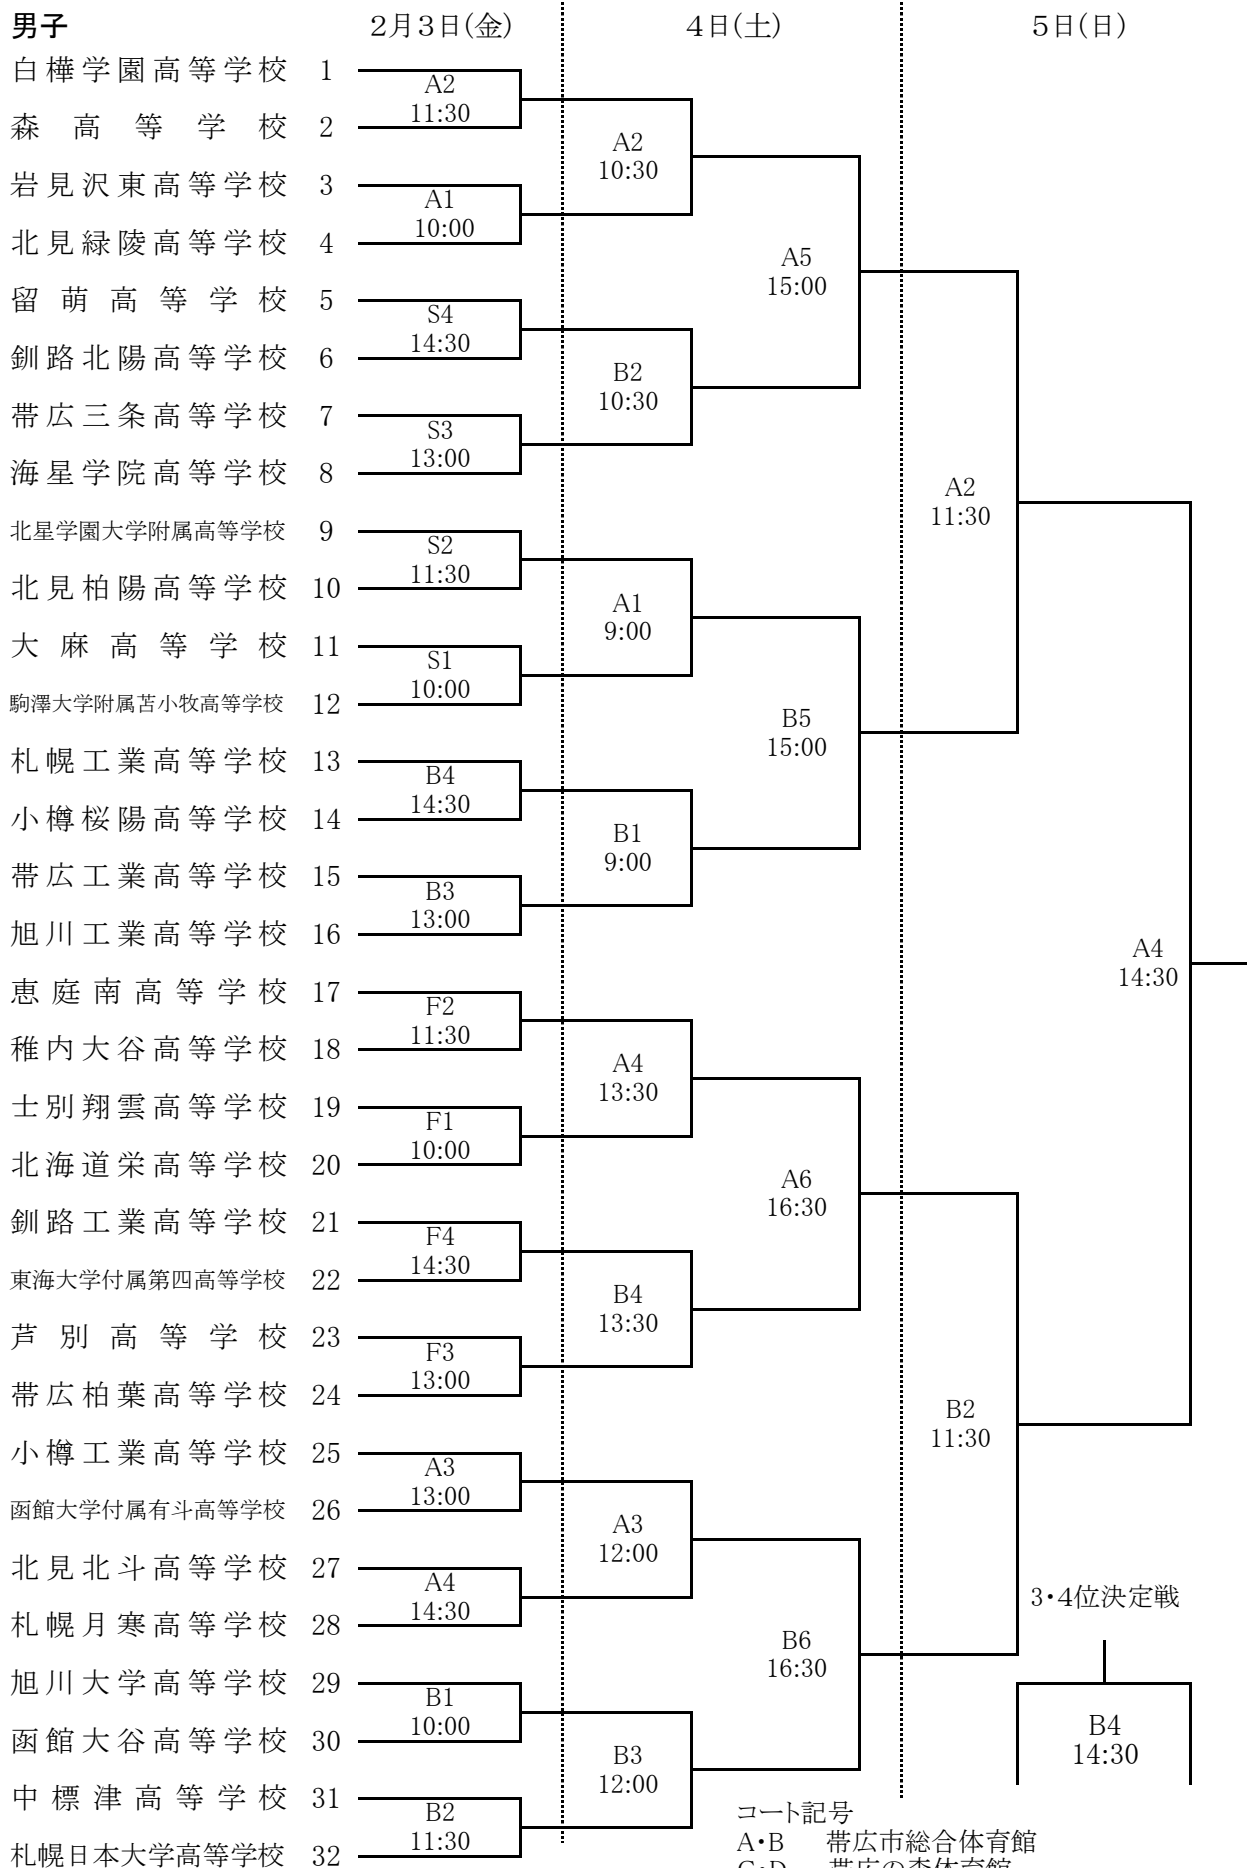 男子 2月3日(金) 4日(土) 5日(日)
白樺学園高等学校 1
A2
11:30
森高等学校 2
A2
10:30
岩見沢東高等学校 3
A1
10:00
北見緑陵高等学校 4
A5
15:00
留萌高等学校 5
S4
14:30
釧路北陽高等学校 6
B2
10:30
帯広三条高等学校 7
S3
13:00
海星学院高等学校 8
A2
11:30
北星学園大学附属高等学校 9
S2
11:30
北見柏陽高等学校 10
A1
9:00
大麻高等学校 11
S1
10:00
駒澤大学附属苫小牧高等学校 12
B5
15:00
札幌工業高等学校 13
B4
14:30
小樽桜陽高等学校 14
B1
9:00
帯広工業高等学校 15
B3
13:00
旭川工業高等学校 16
A4
14:30
恵庭南高等学校 17
F2
11:30
稚内大谷高等学校 18
A4
13:30
士別翔雲高等学校 19
F1
10:00
北海道栄高等学校 20
A6
16:30
釧路工業高等学校 21
F4
14:30
東海大学付属第四高等学校 22
B4
13:30
芦別高等学校 23
F3
13:00
帯広柏葉高等学校 24
B2
11:30
小樽工業高等学校 25
A3
13:00
函館大学付属有斗高等学校 26
A3
12:00
北見北斗高等学校 27
A4
14:30
3・4位決定戦
札幌月寒高等学校 28
B6
16:30
旭川大学高等学校 29
B1
10:00
函館大谷高等学校 30
B4
14:30
B3
12:00
中標津高等学校 31
B2
11:30
札幌日本大学高等学校 32
コート記号
A・B 帯広市総合体育館
C・D 帯広の森体育館